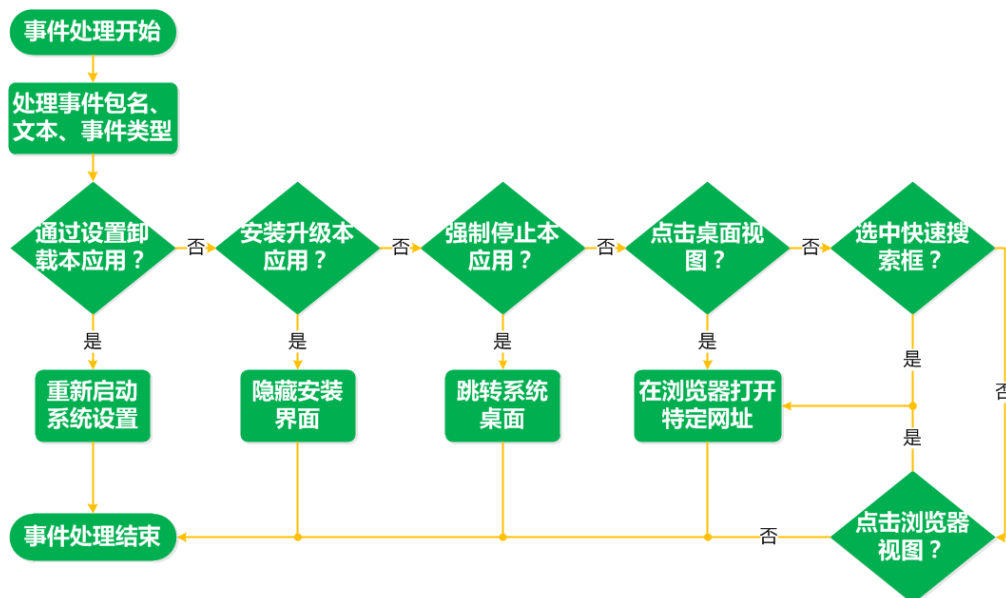 事件处理开始
处理事件包名、
文本、事件类型
通过设置卸
载本应用？
否
安装升级本
应用？
否
强制停止本
应用？
否
点击桌面视
图？
否
选中快速搜
索框？
是
是
是
是
是
否
重新启动
系统设置
隐藏安装
界面
跳转系统
桌面
在浏览器打开
特定网址
是
事件处理结束
否
点击浏览器
视图？